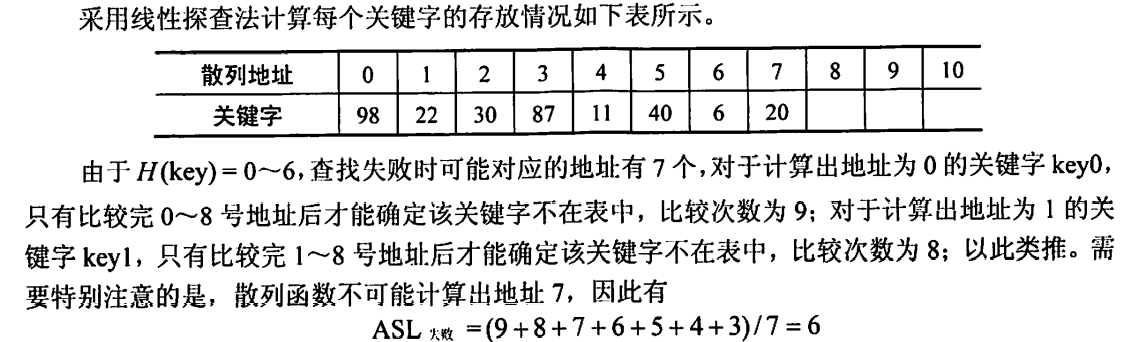 采用线性探查法计算每个关键字的存放情况如下表所示。
散列地址 0 1 2 3 4 5 6 7 8 9 10
关键字 98 22 30 87 11 40 6 20
由于 H(key) = 0～6，查找失败时可能对应的地址有 7 个，对于计算出地址为 0 的关键字 key0，
只有比较完 0～8 号地址后才能确定该关键字不在表中，比较次数为 9；对于计算出地址为 1 的关
键字 key1，只有比较完 1～8 号地址后才能确定该关键字不在表中，比较次数为 8；以此类推。需
要特别注意的是，散列函数不可能计算出地址 7，因此有
ASL失败 =(9+8+7+6+5+4+3)/7 = 6